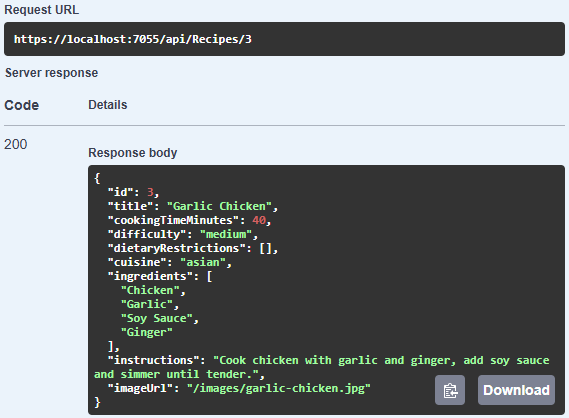 Request URL
https://localhost:7055/api/Recipes/3
Server response
Code Details
200
Response body
{
  "id": 3,
  "title": "Garlic Chicken",
  "cookingTimeMinutes": 40,
  "difficulty": "medium",
  "dietaryRestrictions": [],
  "cuisine": "asian",
  "ingredients": [
    "Chicken",
    "Garlic",
    "Soy Sauce",
    "Ginger"
  ],
  "instructions": "Cook chicken with garlic and ginger, add soy sauce
and simmer until tender.",
  "imageUrl": "/images/garlic-chicken.jpg"
}
Download